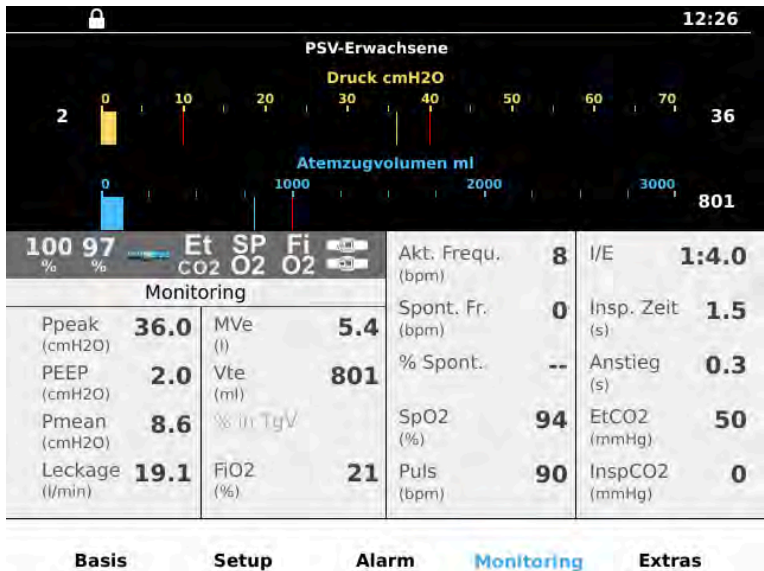 12:26
PSV-Erwachsene
Druck cmH2O
0 10 20 30 40 50 60 70
2 36
Atemzugvolumen ml
0 1000 2000 3000
801
100 97 Et SP Fi
% % CO2 O2 O2
Monitoring
Ppeak 36.0 MVe 5.4
(cmH2O) (l)
PEEP 2.0 Vte 801
(cmH2O) (ml)
Pmean 8.6 % in TgV
(cmH2O)
Leckage 19.1 FiO2 21
(l/min) (%)
Akt. Frequ. 8 I/E 1:4.0
(bpm)
Spont. Fr. 0 Insp. Zeit 1.5
(bpm) (s)
% Spont. -- Anstieg 0.3
(s)
SpO2 94 EtCO2 50
(%) (mmHg)
Puls 90 InspCO2 0
(bpm) (mmHg)
Basis Setup Alarm Monitoring Extras